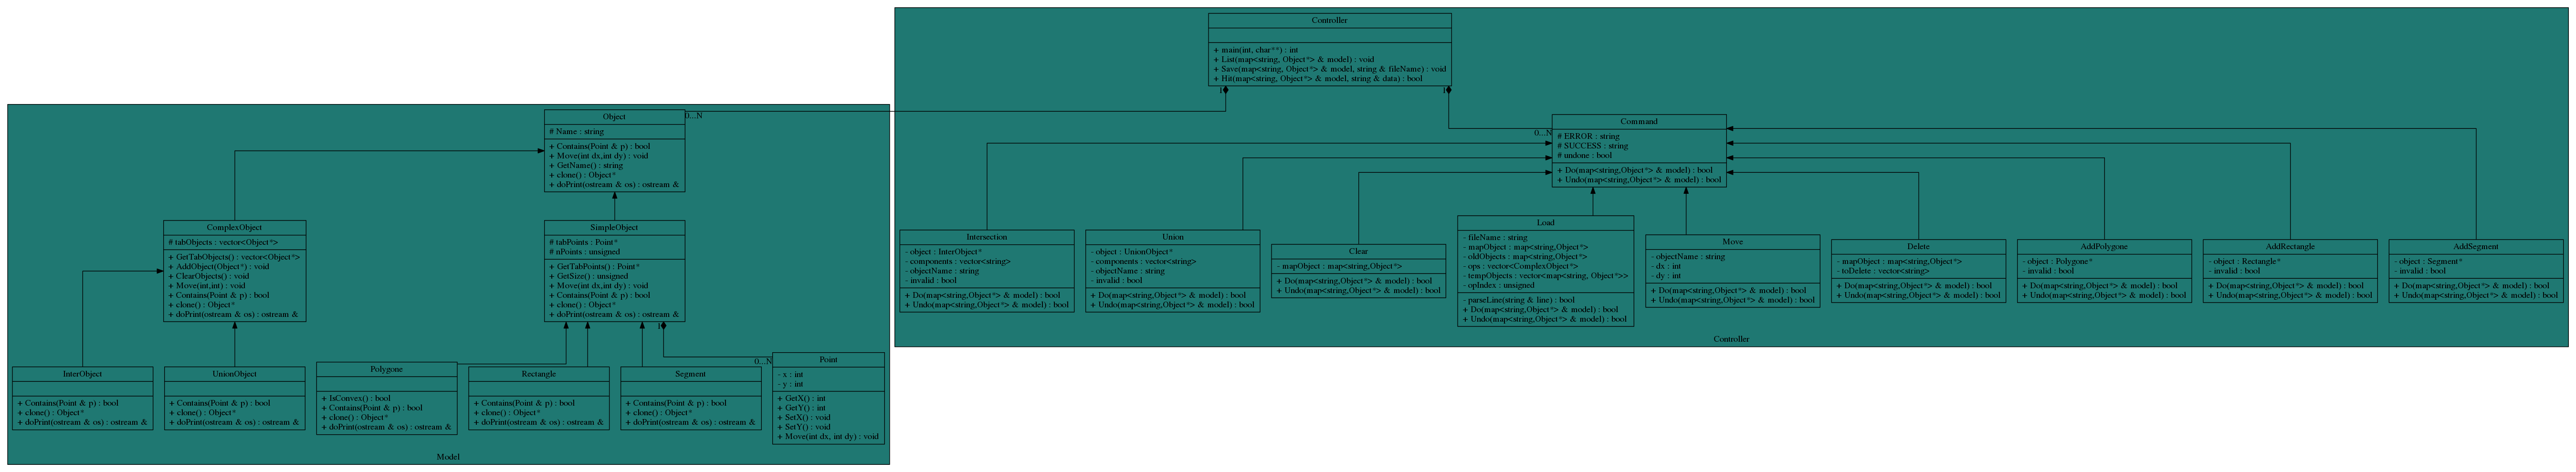 Controller
+ main(int, char**) : int
+ List(map<string, Object*> & model) : void
+ Save(map<string, Object*> & model, string & fileName) : void
+ Hit(map<string, Object*> & model, string & data) : bool
1
1
0...N
0...N
Object
# Name : string
+ Contains(Point & p) : bool
+ Move(int dx,int dy) : void
+ GetName() : string
+ clone() : Object*
+ doPrint(ostream & os) : ostream &
Command
# ERROR : string
# SUCCESS : string
# undone : bool
+ Do(map<string,Object*> & model) : bool
+ Undo(map<string,Object*> & model) : bool
ComplexObject
# tabObjects : vector<Object*>
+ GetTabObjects() : vector<Object*>
+ AddObject(Object*) : void
+ ClearObjects() : void
+ Move(int,int) : void
+ Contains(Point & p) : bool
+ clone() : Object*
+ doPrint(ostream & os) : ostream &
SimpleObject
# tabPoints : Point*
# nPoints : unsigned
+ GetTabPoints() : Point*
+ GetSize() : unsigned
+ Move(int dx,int dy) : void
+ Contains(Point & p) : bool
+ clone() : Object*
+ doPrint(ostream & os) : ostream &
1
0...N
InterObject
+ Contains(Point & p) : bool
+ clone() : Object*
+ doPrint(ostream & os) : ostream &
UnionObject
+ Contains(Point & p) : bool
+ clone() : Object*
+ doPrint(ostream & os) : ostream &
Polygone
+ IsConvex() : bool
+ Contains(Point & p) : bool
+ clone() : Object*
+ doPrint(ostream & os) : ostream &
Rectangle
+ Contains(Point & p) : bool
+ clone() : Object*
+ doPrint(ostream & os) : ostream &
Segment
+ Contains(Point & p) : bool
+ clone() : Object*
+ doPrint(ostream & os) : ostream &
Point
- x : int
- y : int
+ GetX() : int
+ GetY() : int
+ SetX() : void
+ SetY() : void
+ Move(int dx, int dy) : void
Model
Intersection
- object : InterObject*
- components : vector<string>
- objectName : string
- invalid : bool
+ Do(map<string,Object*> & model) : bool
+ Undo(map<string,Object*> & model) : bool
Union
- object : UnionObject*
- components : vector<string>
- objectName : string
- invalid : bool
+ Do(map<string,Object*> & model) : bool
+ Undo(map<string,Object*> & model) : bool
Clear
- mapObject : map<string,Object*>
+ Do(map<string,Object*> & model) : bool
+ Undo(map<string,Object*> & model) : bool
Load
- fileName : string
- mapObject : map<string,Object*>
- oldObjects : map<string,Object*>
- ops : vector<ComplexObject*>
- tempObjects : vector<map<string, Object*>>
- opIndex : unsigned
- parseLine(string & line) : bool
+ Do(map<string,Object*> & model) : bool
+ Undo(map<string,Object*> & model) : bool
Move
- objectName : string
- dx : int
- dy : int
+ Do(map<string,Object*> & model) : bool
+ Undo(map<string,Object*> & model) : bool
Delete
- mapObject : map<string,Object*>
- toDelete : vector<string>
+ Do(map<string,Object*> & model) : bool
+ Undo(map<string,Object*> & model) : bool
AddPolygone
- object : Polygone*
- invalid : bool
+ Do(map<string,Object*> & model) : bool
+ Undo(map<string,Object*> & model) : bool
AddRectangle
- object : Rectangle*
- invalid : bool
+ Do(map<string,Object*> & model) : bool
+ Undo(map<string,Object*> & model) : bool
AddSegment
- object : Segment*
- invalid : bool
+ Do(map<string,Object*> & model) : bool
+ Undo(map<string,Object*> & model) : bool
Controller